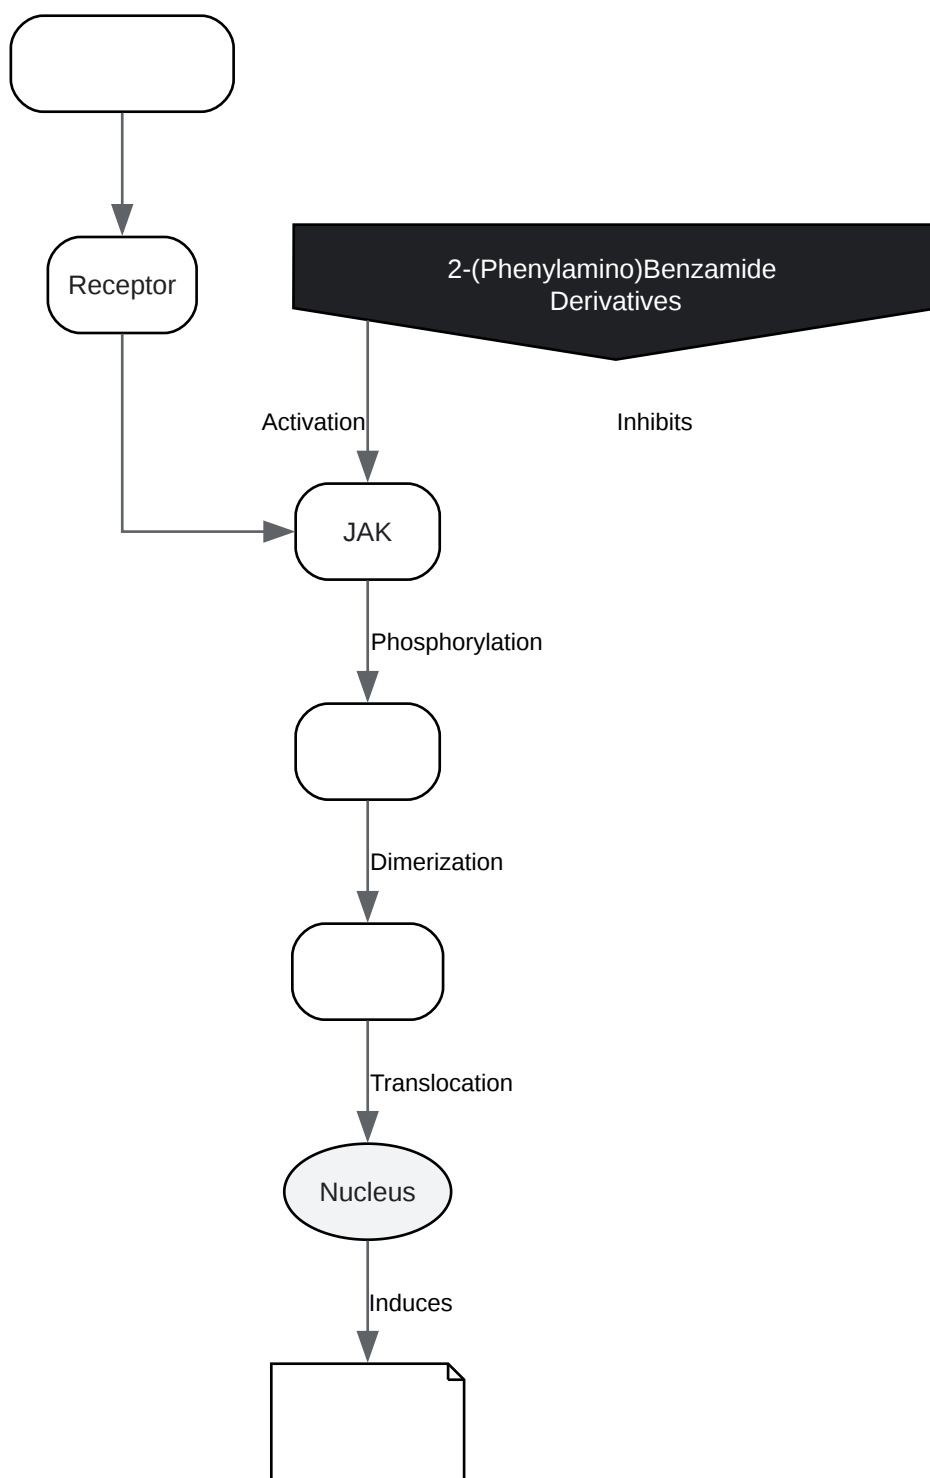 Receptor
2-(Phenylamino)Benzamide
Derivatives
Activation
Inhibits
JAK
Phosphorylation
Dimerization
Translocation
Nucleus
Induces